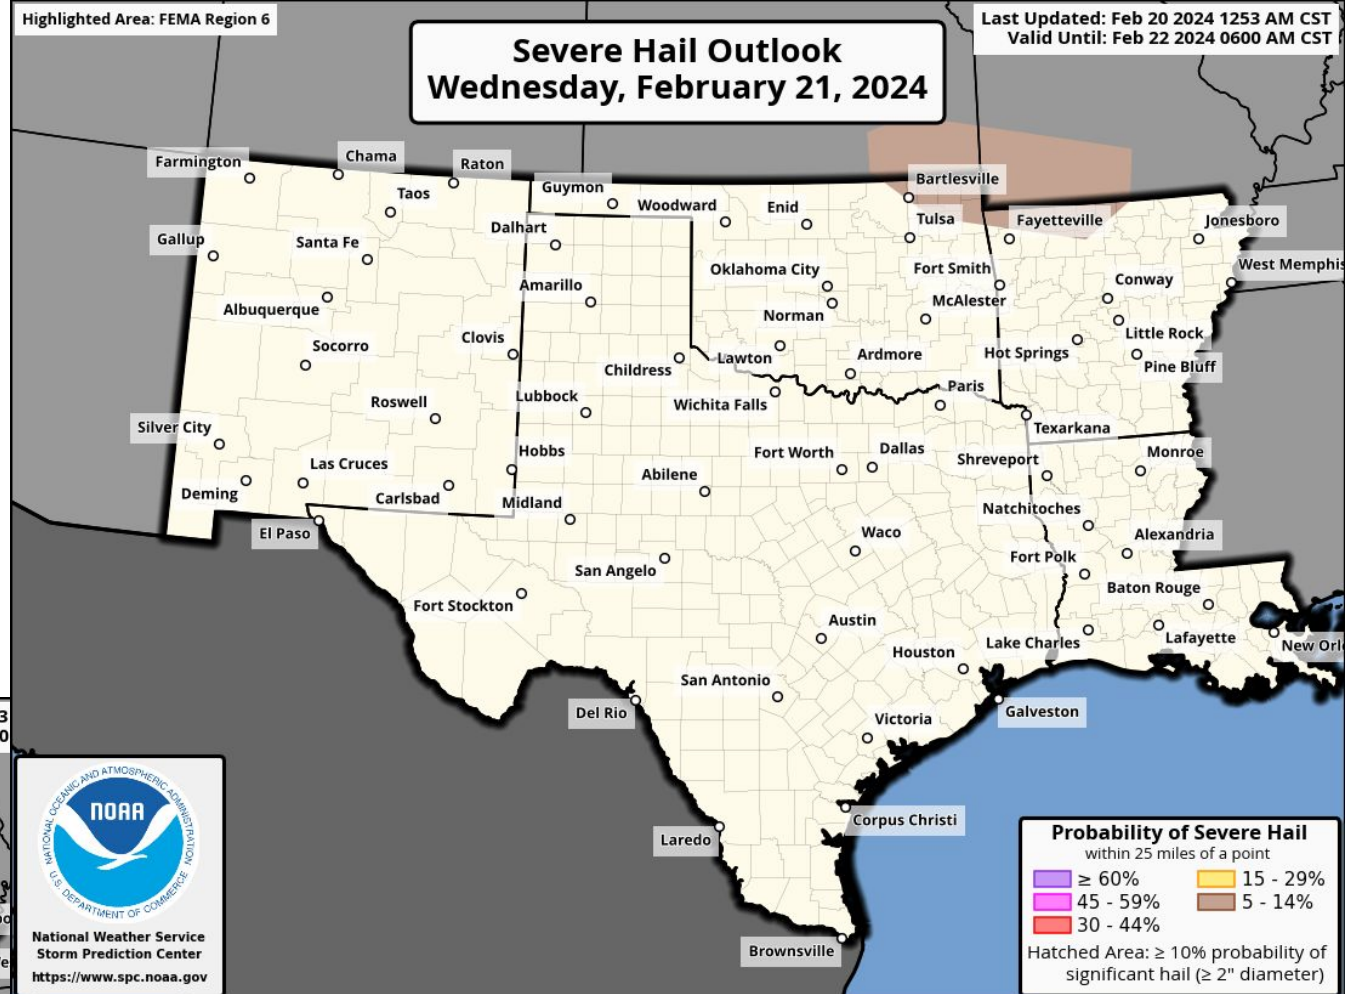 Highlighted Area: FEMA Region 6
Severe Hail Outlook
Wednesday, February 21, 2024
Last Updated: Feb 20 2024 1253 AM CST
Valid Until: Feb 22 2024 0600 AM CST
Farmington
Chama
Raton
Taos
Guymon
Woodward
Enid
Bartlesville
Tulsa
Fayetteville
Jonesboro
Gallup
Santa Fe
Dalhart
Oklahoma City
Fort Smith
Conway
West Memphis
Albuquerque
Amarillo
Norman
McAlester
Little Rock
Socorro
Clovis
Childress
Lawton
Ardmore
Hot Springs
Pine Bluff
Roswell
Lubbock
Wichita Falls
Paris
Texarkana
Silver City
Las Cruces
Hobbs
Abilene
Fort Worth
Dallas
Shreveport
Monroe
Deming
Carlsbad
Midland
Natchitoches
El Paso
San Angelo
Waco
Fort Polk
Alexandria
Fort Stockton
Austin
Baton Rouge
Houston
Lake Charles
Lafayette
New Orl
San Antonio
Del Rio
Victoria
Galveston
Laredo
Corpus Christi
Brownsville
NATIONAL OCEANIC AND ATMOSPHERIC ADMINISTRATION
NOAA
U.S. DEPARTMENT OF COMMERCE
National Weather Service
Storm Prediction Center
https://www.spc.noaa.gov
Probability of Severe Hail
within 25 miles of a point
≥ 60%
15 - 29%
45 - 59%
5 - 14%
30 - 44%
Hatched Area: ≥ 10% probability of
significant hail (≥ 2" diameter)